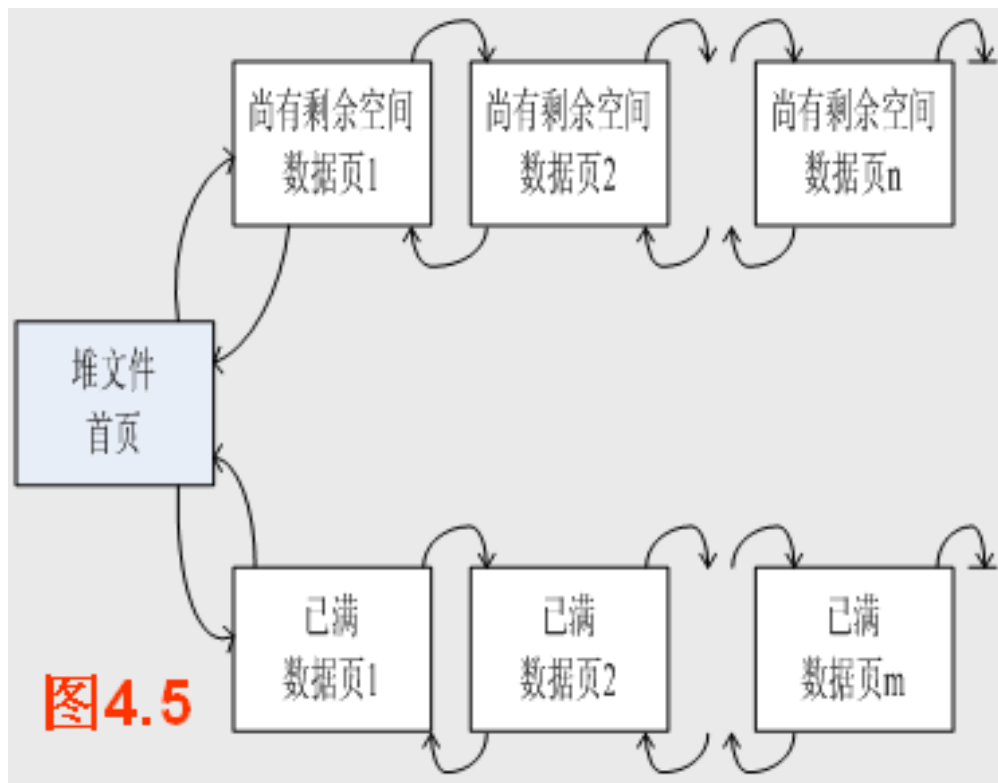 尚有剩余空间
数据页1
尚有剩余空间
数据页2
尚有剩余空间
数据页n
堆文件
首页
已满
数据页1
已满
数据页2
已满
数据页m
图4.5